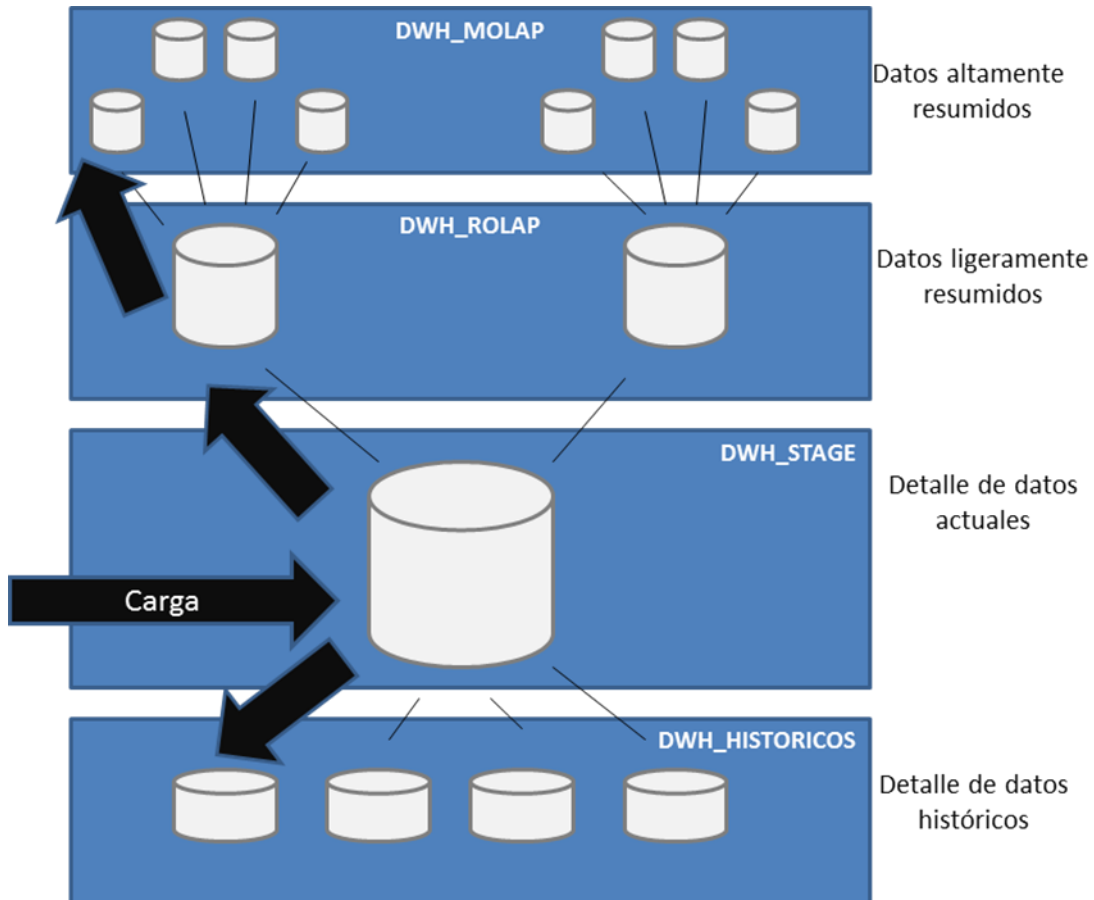 DWH_MOLAP
Datos altamente
resumidos
DWH_ROLAP
Datos ligeramente
resumidos
DWH_STAGE
Detalle de datos
actuales
Carga
DWH_HISTORICOS
Detalle de datos
históricos